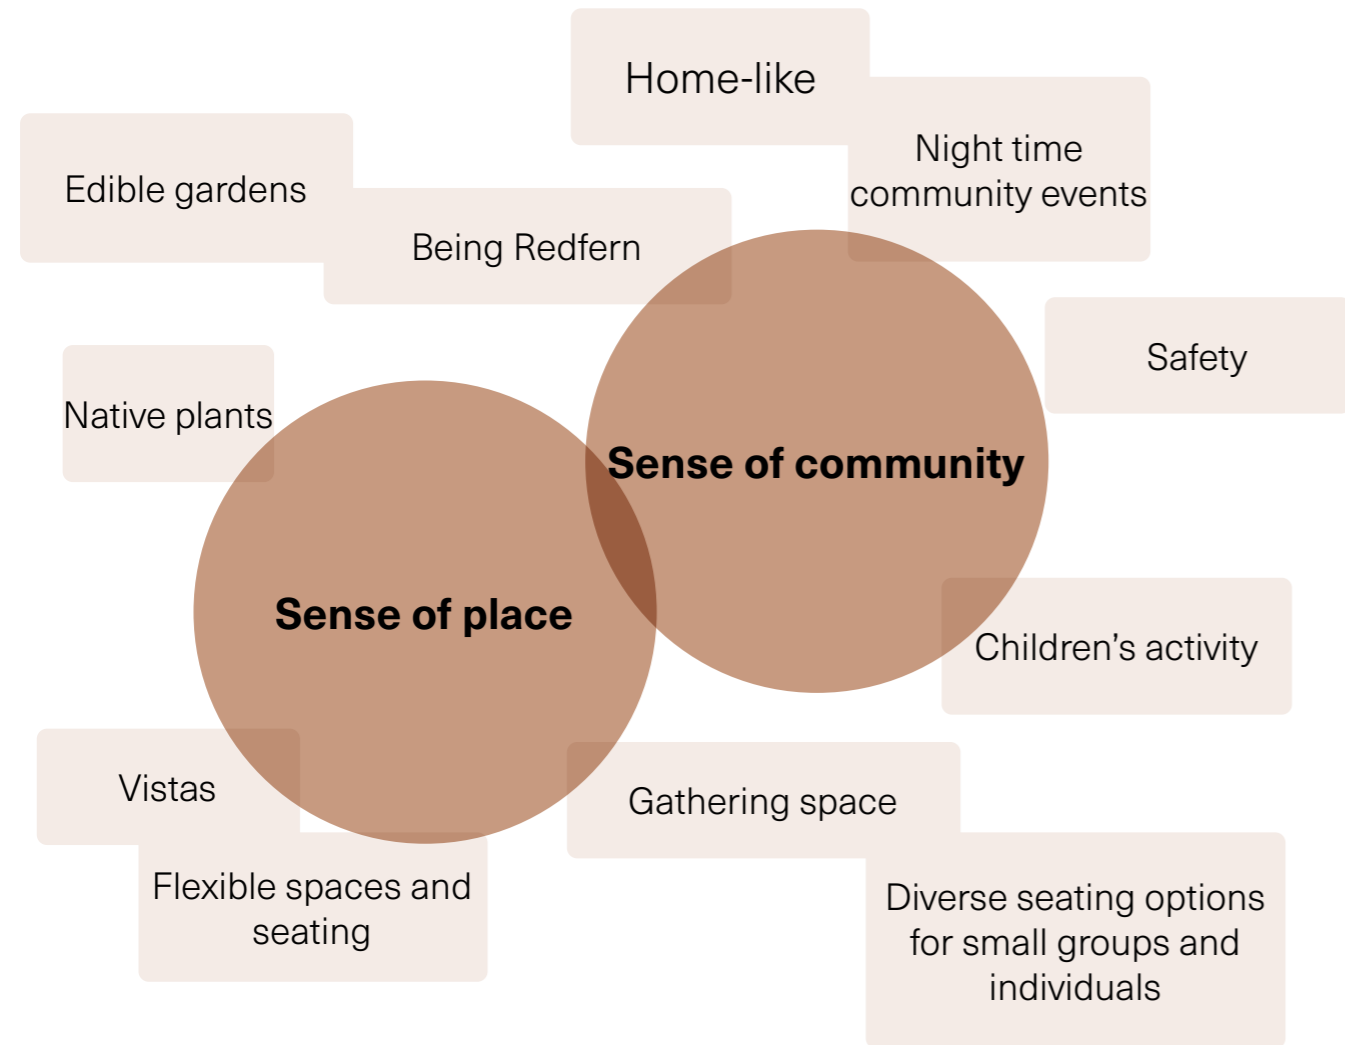 Home-like
Night time
community events
Edible gardens
Being Redfern
Safety
Native plants
Sense of community
Sense of place
Children’s activity
Vistas
Gathering space
Flexible spaces and
seating
Diverse seating options
for small groups and
individuals